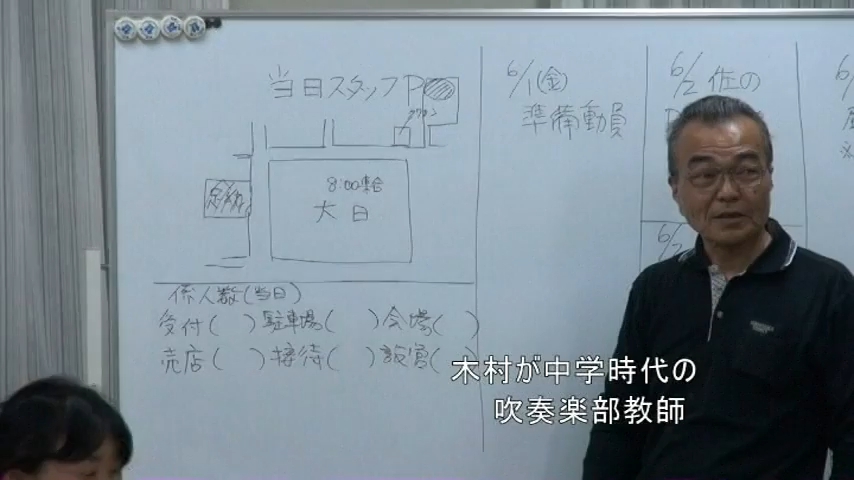 当日スタッフP
8:00集合
大日
係人数(当日)
受付( ) 駐車場( ) 会場( )
売店( ) 接待( ) 設営(
6/1(金)
準備動員
6/2 佐の
6/
木村が中学時代の
吹奏楽部教師